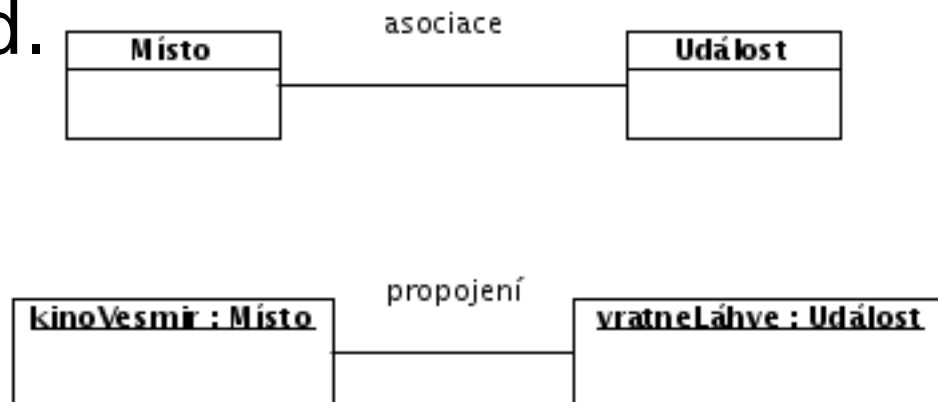 d.
asociace
Místo
Událost
propojení
kinoVesmir : Místo
vratneLáhve : Událost